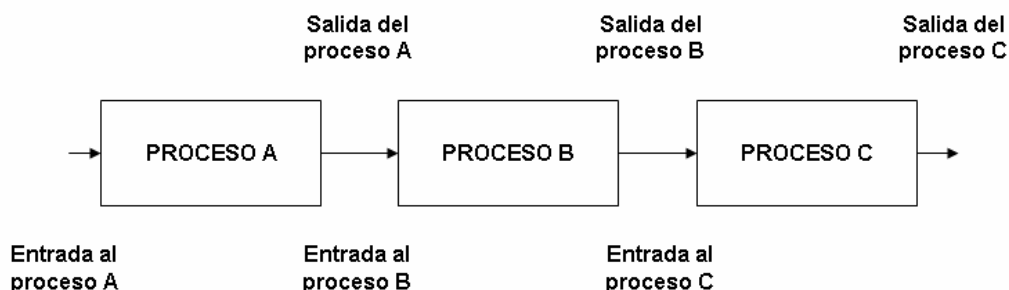 Salida del
proceso A
Salida del
proceso B
Salida del
proceso C
PROCESO A
PROCESO B
PROCESO C
Entrada al
proceso A
Entrada al
proceso B
Entrada al
proceso C